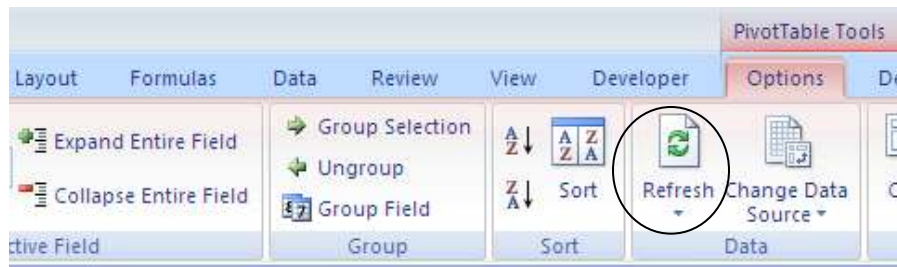 PivotTable Tools
Layout Formulas Data Review View Developer Options
Expand Entire Field
Collapse Entire Field
Active Field
Group Selection
Ungroup
Group Field
Group
A
Z
Z
A
A Z
Z A
Sort
Sort
Refresh
Change Data
Source
Data